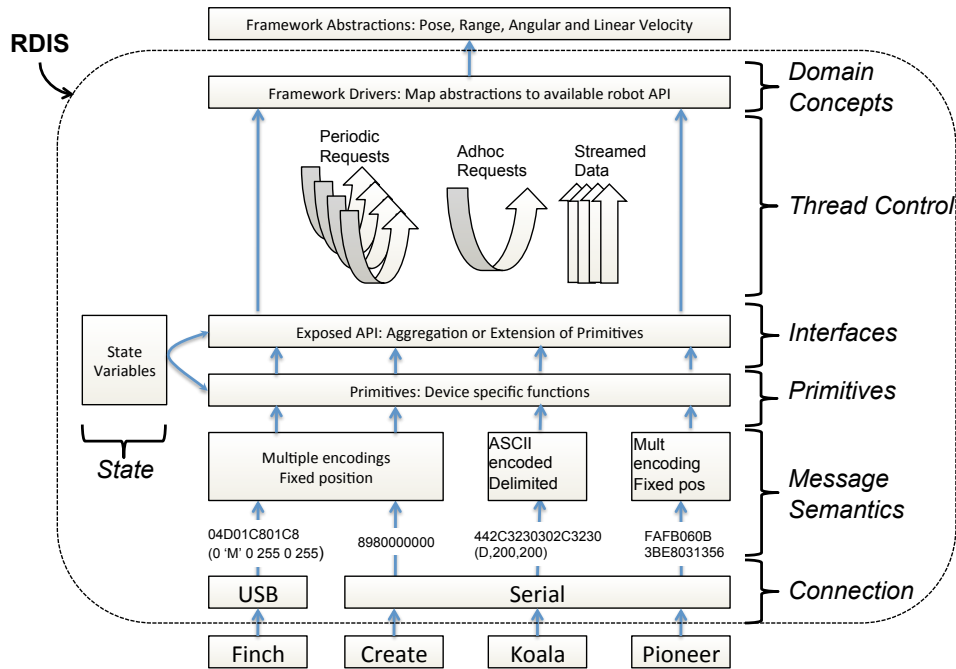 Framework Abstractions: Pose, Range, Angular and Linear Velocity
RDIS
Framework Drivers: Map abstractions to available robot API
Domain
Concepts
Periodic
Requests
Adhoc
Requests
Streamed
Data
Thread Control
State
Variables
Exposed API: Aggregation or Extension of Primitives
Interfaces
Primitives: Device specific functions
Primitives
State
Multiple encodings
Fixed position
ASCII
encoded
Delimited
Mult
encoding
Fixed pos
Message
Semantics
04D01C801C8
(0 ‘M’ 0 255 0 255)
8980000000
442C3230302C3230
(D,200,200)
FAFB060B
3BE8031356
USB
Serial
Connection
Finch
Create
Koala
Pioneer